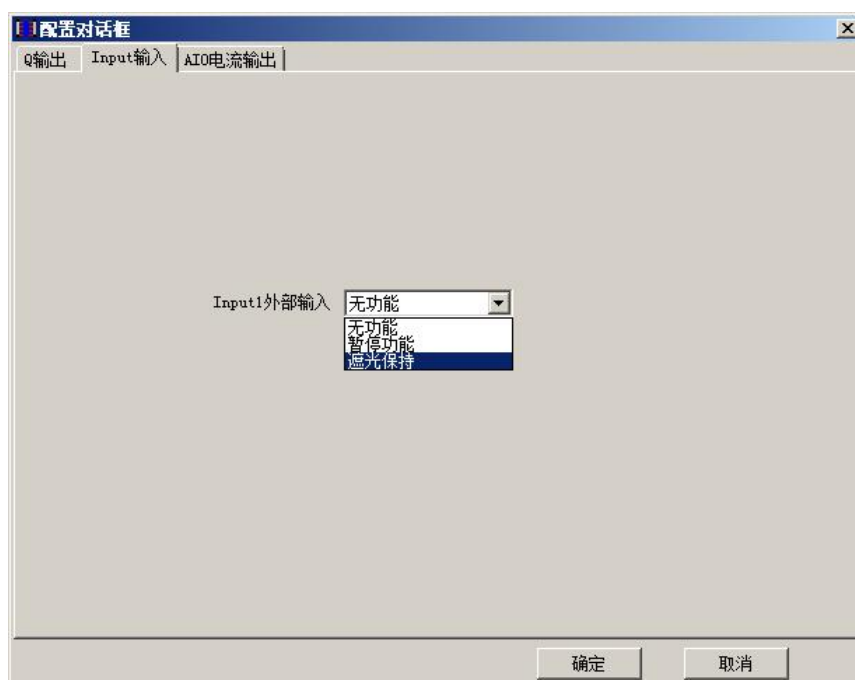 配置对话框
Q输出 Input输入 AIO电流输出
Input1外部输入 无功能
无功能
暂停功能
遮光保持
确定 取消